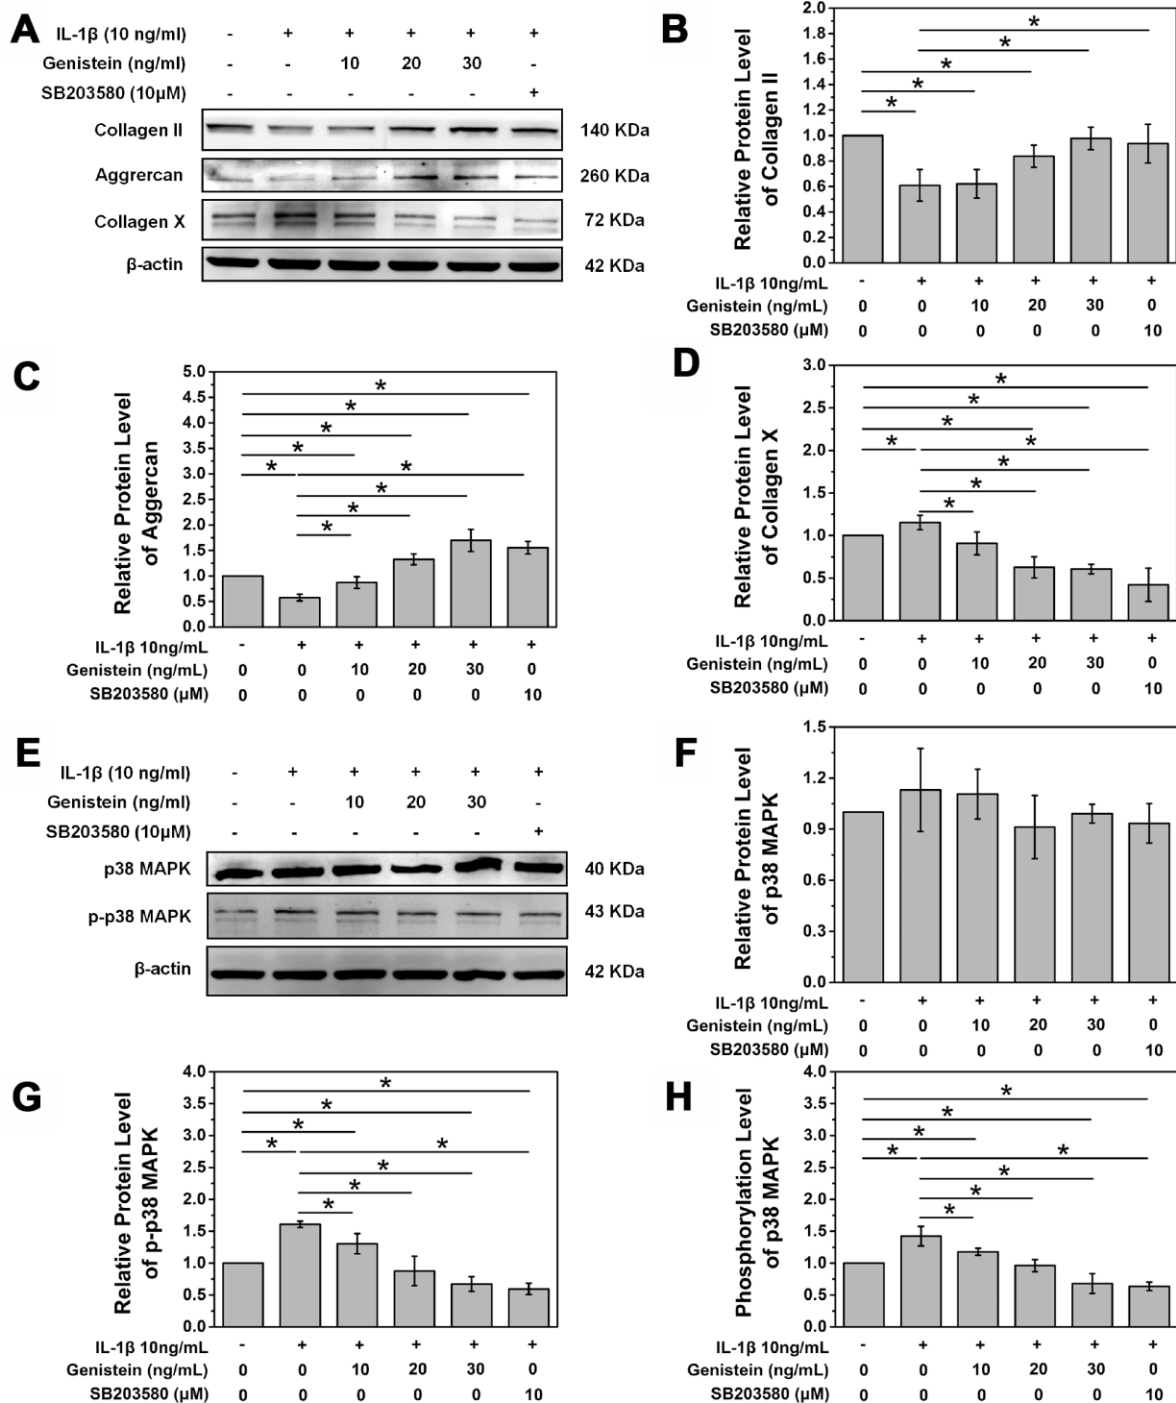 A
IL-1β (10 ng/ml) - + + + + +
Genistein (ng/ml) - - 10 20 30 -
SB203580 (10μM) - - - - - +
Collagen II 140 KDa
Aggrercan 260 KDa
Collagen X 72 KDa
β-actin 42 KDa
B
Relative Protein Level
of Collagen II
2.0
1.8
1.6
1.4
1.2
1.0
0.8
0.6
0.4
0.2
0.0
* * * * * *
IL-1β 10ng/mL - + + + + +
Genistein (ng/mL) 0 0 10 20 30 0
SB203580 (μM) 0 0 0 0 0 10
C
Relative Protein Level
of Aggercan
5.0
4.5
4.0
3.5
3.0
2.5
2.0
1.5
1.0
0.5
0.0
* * * * * * * * *
IL-1β 10ng/mL - + + + + +
Genistein (ng/mL) 0 0 10 20 30 0
SB203580 (μM) 0 0 0 0 0 10
D
Relative Protein Level
of Collagen X
3.0
2.5
2.0
1.5
1.0
0.5
0.0
* * * * * * * *
IL-1β 10ng/mL - + + + + +
Genistein (ng/mL) 0 0 10 20 30 0
SB203580 (μM) 0 0 0 0 0 10
E
IL-1β (10 ng/ml) - + + + + +
Genistein (ng/ml) - - 10 20 30 -
SB203580 (10μM) - - - - - +
p38 MAPK 40 KDa
p-p38 MAPK 43 KDa
β-actin 42 KDa
F
Relative Protein Level
of p38 MAPK
1.5
1.2
0.9
0.6
0.3
0.0
IL-1β 10ng/mL - + + + + +
Genistein (ng/mL) 0 0 10 20 30 0
SB203580 (μM) 0 0 0 0 0 10
G
Relative Protein Level
of p-p38 MAPK
4.0
3.5
3.0
2.5
2.0
1.5
1.0
0.5
0.0
* * * * * * * *
IL-1β 10ng/mL - + + + + +
Genistein (ng/mL) 0 0 10 20 30 0
SB203580 (μM) 0 0 0 0 0 10
H
Phosphorylation Level
of p38 MAPK
4.0
3.5
3.0
2.5
2.0
1.5
1.0
0.5
0.0
* * * * * * * *
IL-1β 10ng/mL - + + + + +
Genistein (ng/mL) 0 0 10 20 30 0
SB203580 (μM) 0 0 0 0 0 10